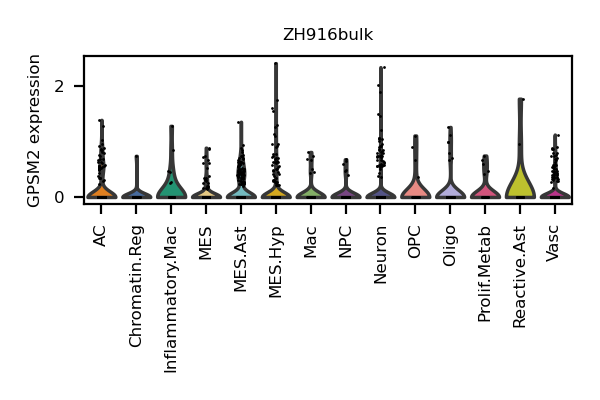 ZH916bulk
GPSM2 expression
2
0
AC
Chromatin.Reg
Inflammatory.Mac
MES
MES.Ast
MES.Hyp
Mac
NPC
Neuron
OPC
Oligo
Prolif.Metab
Reactive.Ast
Vasc